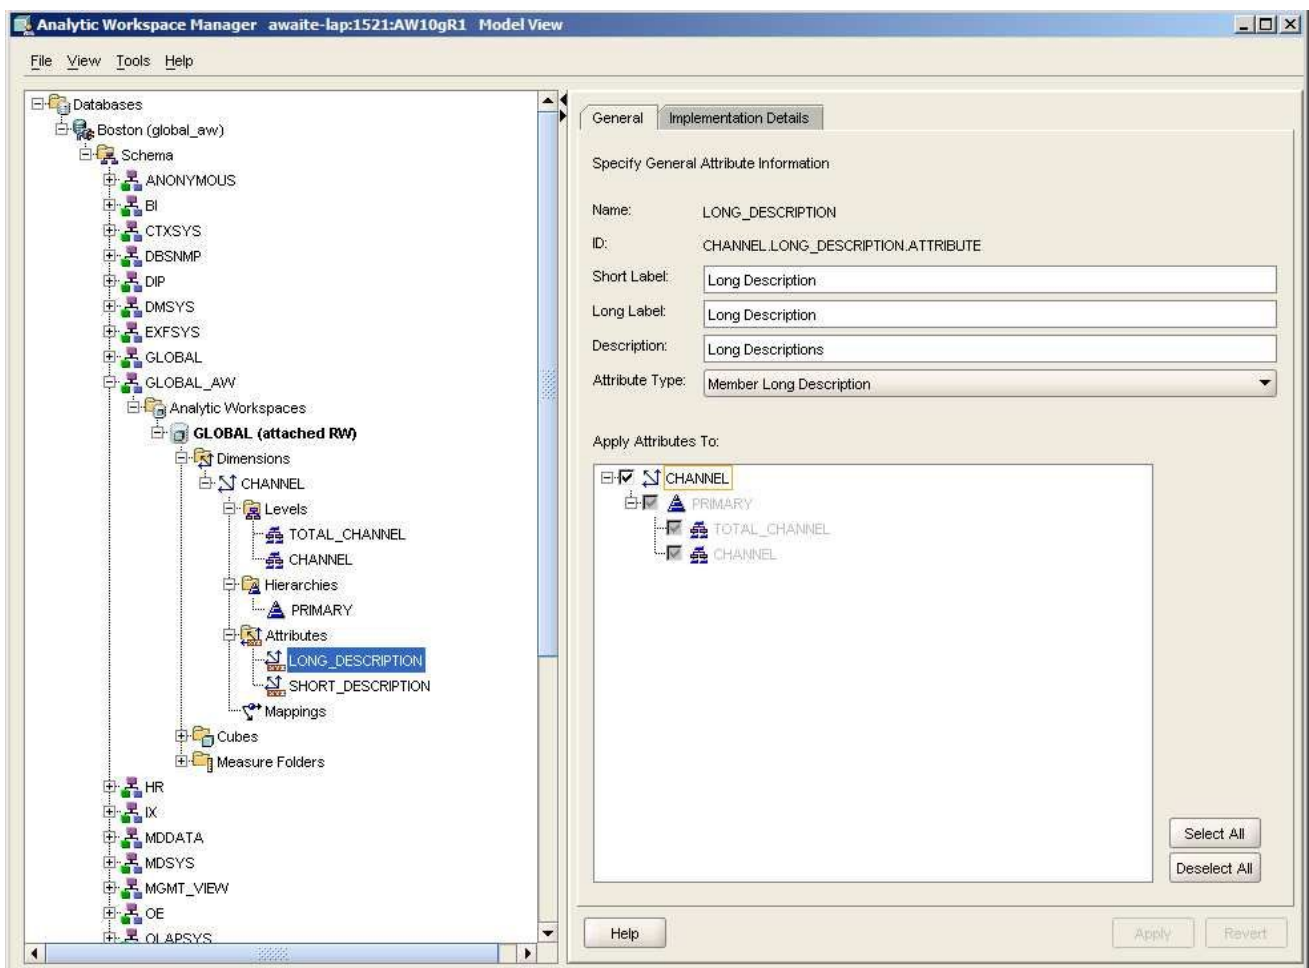 Analytic Workspace Manager awaite-lap:1521:AW10gR1 Model View
File View Tools Help
Databases
Boston (global_aw)
Schema
ANONYMOUS
BI
CTXSYS
DBSNMP
DIP
DMSYS
EXFSYS
GLOBAL
GLOBAL_AW
Analytic Workspaces
GLOBAL (attached RW)
Dimensions
CHANNEL
Levels
TOTAL_CHANNEL
CHANNEL
Hierarchies
PRIMARY
Attributes
LONG_DESCRIPTION
SHORT_DESCRIPTION
Mappings
Cubes
Measure Folders
HR
IX
MDDATA
MDSYS
MGMT_VIEW
OE
OLAPSYS
General Implementation Details
Specify General Attribute Information
Name: LONG_DESCRIPTION
ID: CHANNEL.LONG_DESCRIPTION.ATTRIBUTE
Short Label: Long Description
Long Label: Long Description
Description: Long Descriptions
Attribute Type: Member Long Description
Apply Attributes To:
CHANNEL
PRIMARY
TOTAL_CHANNEL
CHANNEL
Select All
Deselect All
Help Apply Revert